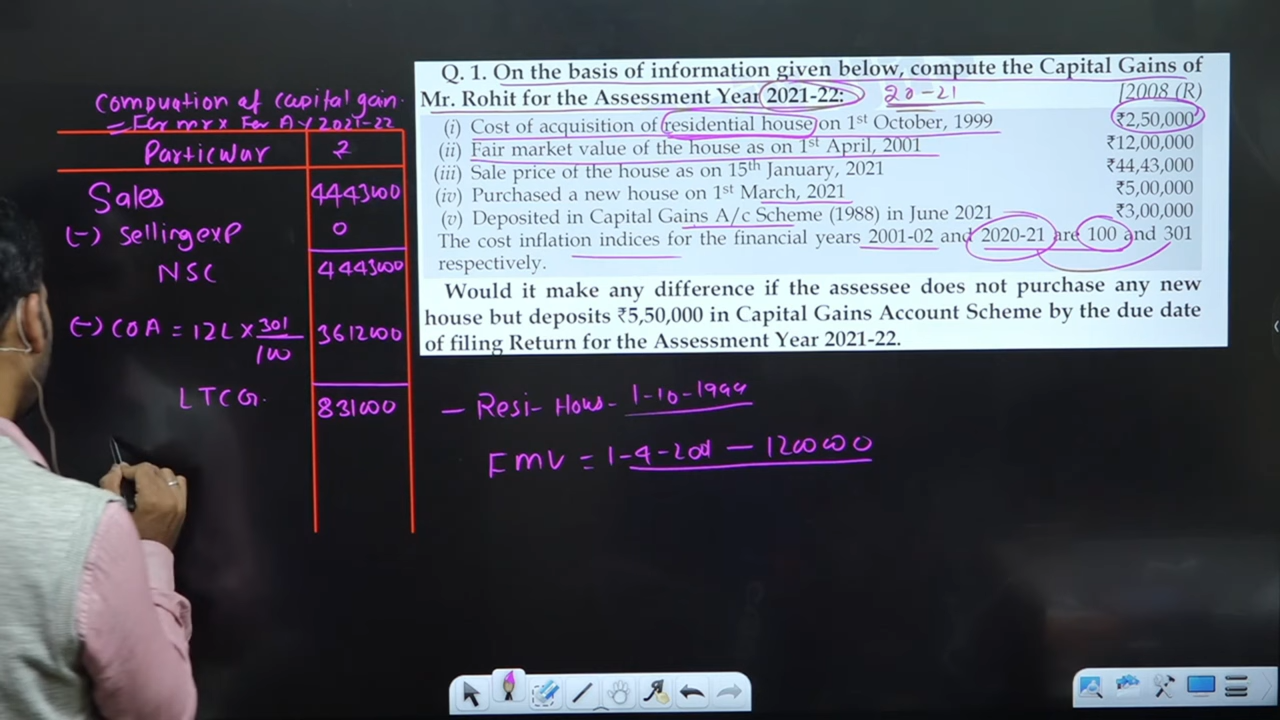 Compuation of capital gain.
= For mr x For A y 2021-22
Particular ₹
Sales 4443000
(-) Selling exp 0
NSC 4443000
(-) COA = 12L x 301/100 3612000
LTCG. 831000
Q. 1. On the basis of information given below, compute the Capital Gains of
Mr. Rohit for the Assessment Year 2021-22: 20-21 [2008 (R)
(i) Cost of acquisition of residential house on 1st October, 1999 ₹2,50,000
(ii) Fair market value of the house as on 1st April, 2001 ₹12,00,000
(iii) Sale price of the house as on 15th January, 2021 ₹44,43,000
(iv) Purchased a new house on 1st March, 2021 ₹5,00,000
(v) Deposited in Capital Gains A/c Scheme (1988) in June 2021 ₹3,00,000
The cost inflation indices for the financial years 2001-02 and 2020-21 are 100 and 301
respectively.
Would it make any difference if the assessee does not purchase any new
house but deposits ₹5,50,000 in Capital Gains Account Scheme by the due date
of filing Return for the Assessment Year 2021-22.
- Resi- Hous- 1-10-1999
FMV = 1-4-2001 - 1200000